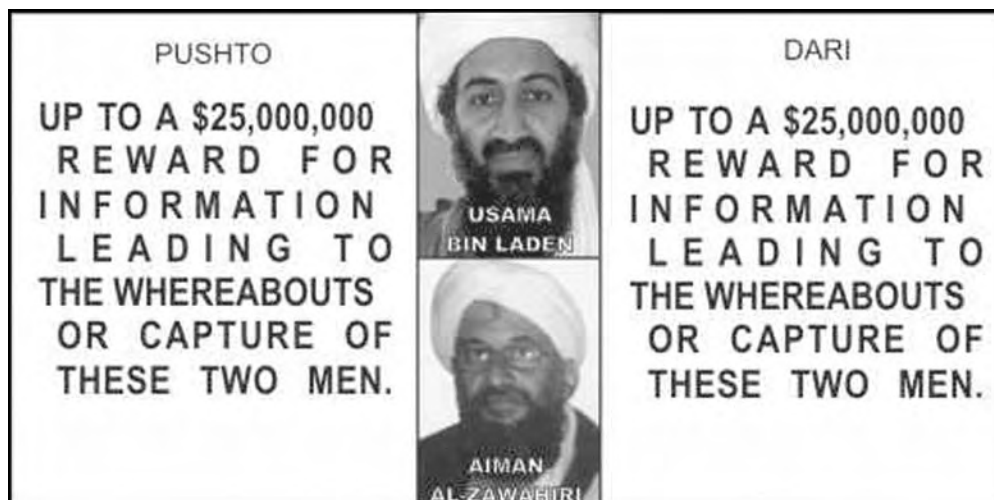 PUSHTO
UP TO A $25,000,000
REWARD FOR
INFORMATION
LEADING TO
THE WHEREABOUTS
OR CAPTURE OF
THESE TWO MEN.
USAMA
BIN LADEN
AIMAN
AL-ZAWAHIRI
DARI
UP TO A $25,000,000
REWARD FOR
INFORMATION
LEADING TO
THE WHEREABOUTS
OR CAPTURE OF
THESE TWO MEN.